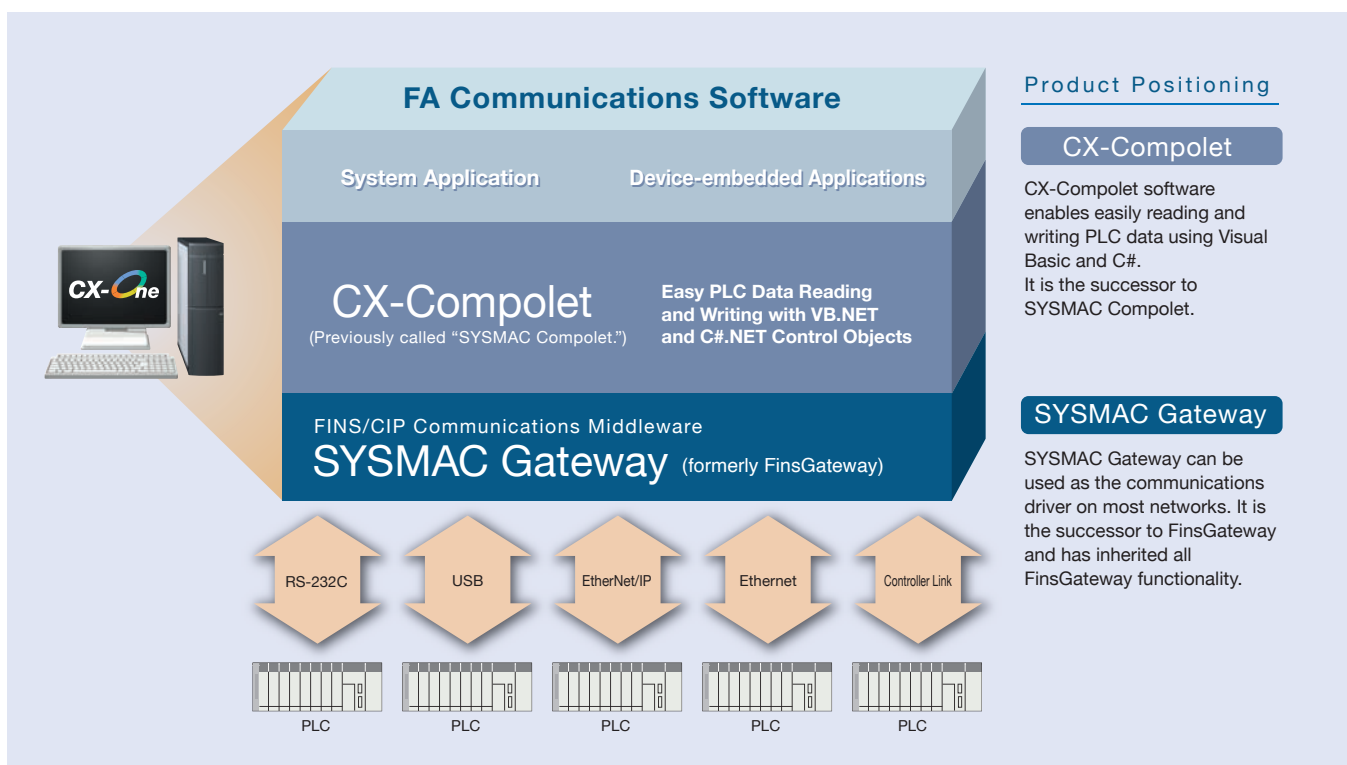 FA Communications Software
System Application
Device-embedded Applications
CX-One
CX-Compolet
(Previously called “SYSMAC Compolet.”)
Easy PLC Data Reading
and Writing with VB.NET
and C#.NET Control Objects
FINS/CIP Communications Middleware
SYSMAC Gateway (formerly FinsGateway)
RS-232C
USB
EtherNet/IP
Ethernet
Controller Link
PLC
PLC
PLC
PLC
PLC
Product Positioning
CX-Compolet
CX-Compolet software
enables easily reading and
writing PLC data using Visual
Basic and C#.
It is the successor to
SYSMAC Compolet.
SYSMAC Gateway
SYSMAC Gateway can be
used as the communications
driver on most networks. It is
the successor to FinsGateway
and has inherited all
FinsGateway functionality.